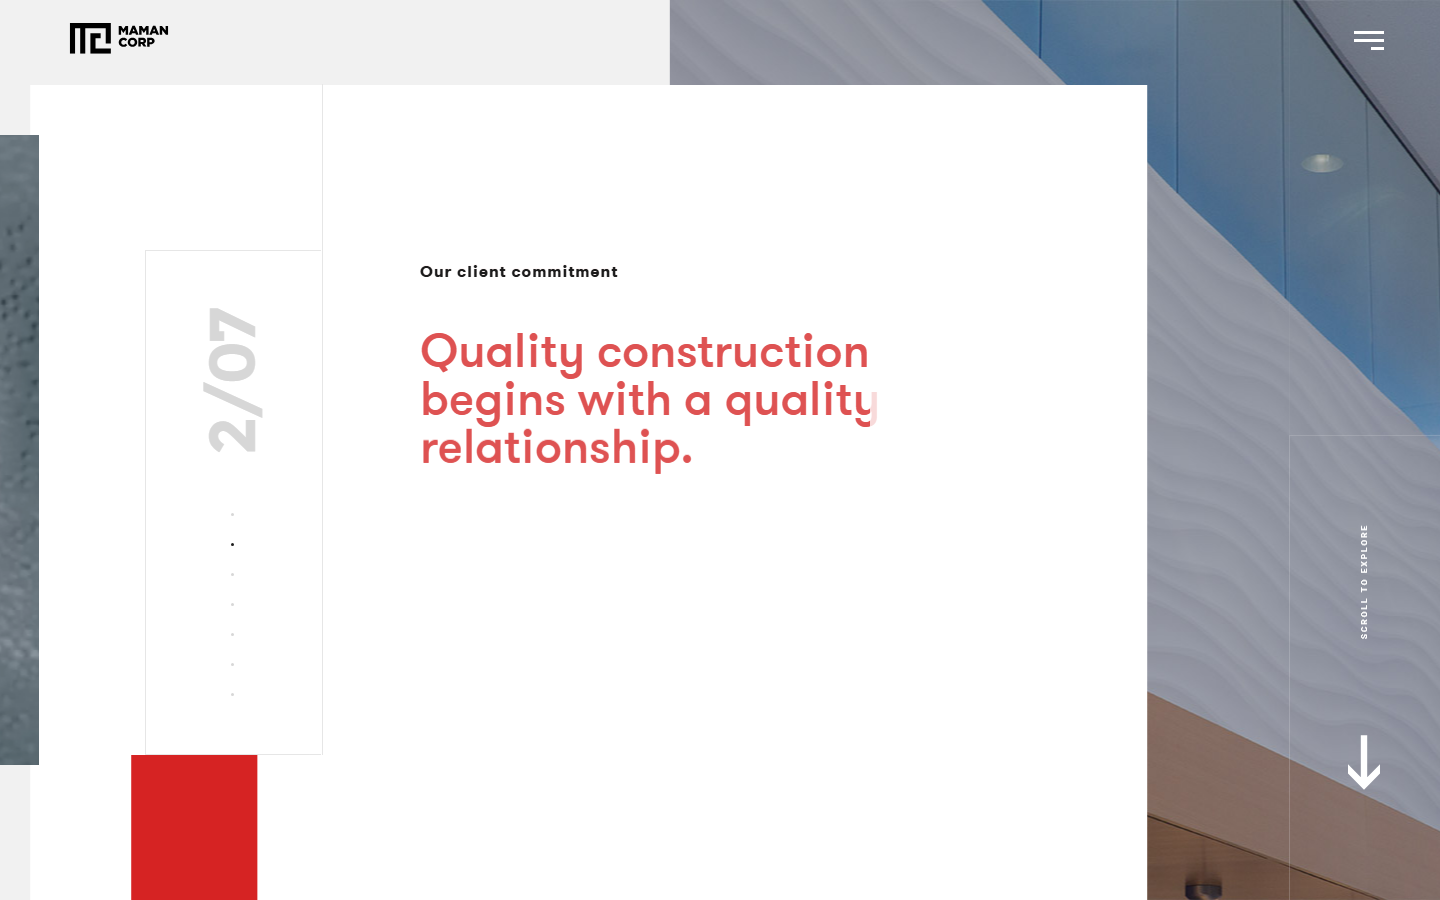 MAMAN
CORP
2/07
Our client commitment
Quality construction
begins with a quality
relationship.
SCROLL TO EXPLORE